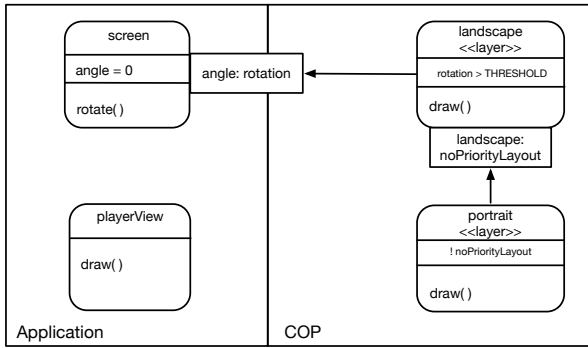 screen
angle = 0
rotate( )
angle: rotation
landscape
<<layer>>
rotation > THRESHOLD
draw( )
landscape:
noPriorityLayout
playerView
draw( )
portrait
<<layer>>
! noPriorityLayout
draw( )
Application
COP